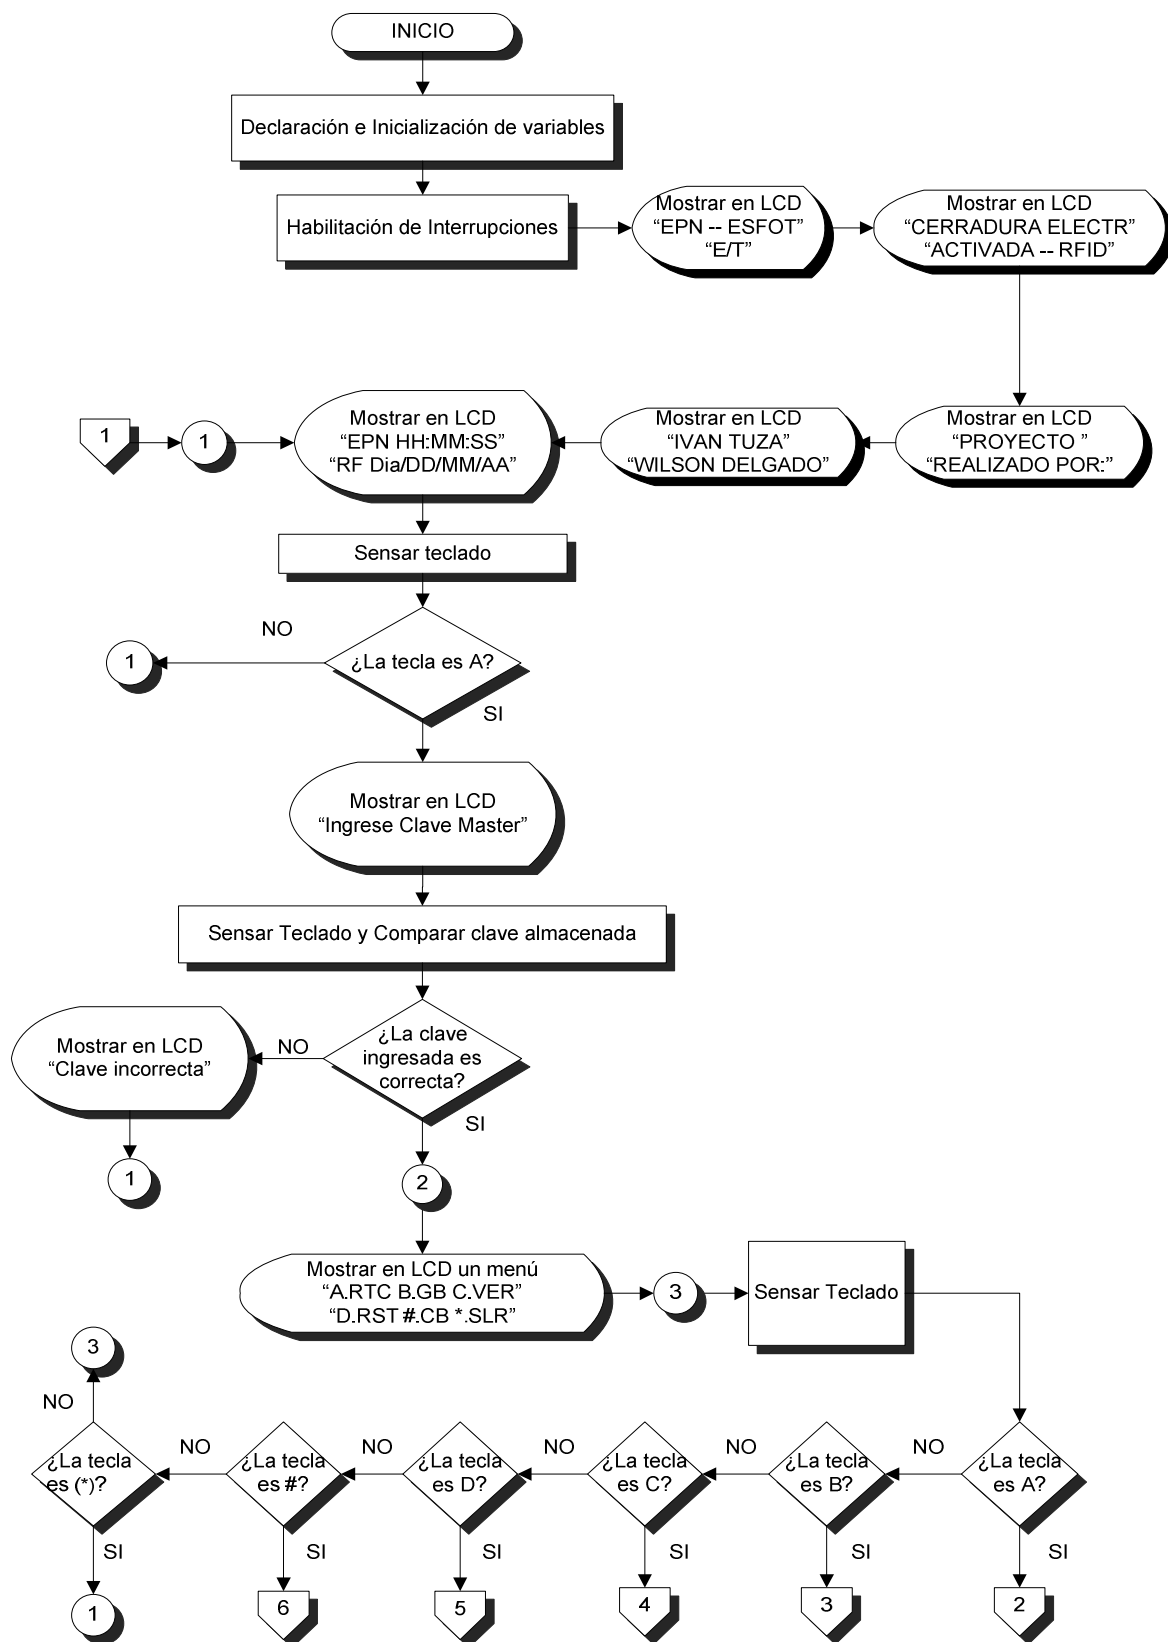 INICIO
Declaración e Inicialización de variables
Habilitación de Interrupciones
Mostrar en LCD
“EPN -- ESFOT”
“E/T”
Mostrar en LCD
“CERRADURA ELECTR”
“ACTIVADA -- RFID”
1
1
Mostrar en LCD
“EPN HH:MM:SS”
“RF Dia/DD/MM/AA”
Mostrar en LCD
“IVAN TUZA”
“WILSON DELGADO”
Mostrar en LCD
“PROYECTO ”
“REALIZADO POR:”
Sensar teclado
NO
1
¿La tecla es A?
SI
Mostrar en LCD
“Ingrese Clave Master”
Sensar Teclado y Comparar clave almacenada
Mostrar en LCD
“Clave incorrecta”
NO
¿La clave
ingresada es
correcta?
SI
1
2
Mostrar en LCD un menú
“A.RTC B.GB C.VER”
“D.RST #.CB *.SLR”
3
Sensar Teclado
3
NO
¿La tecla
es (*)?
NO
¿La tecla
es #?
NO
¿La tecla
es D?
NO
¿La tecla
es C?
NO
¿La tecla
es B?
NO
¿La tecla
es A?
SI
SI
SI
SI
SI
SI
1
6
5
4
3
2